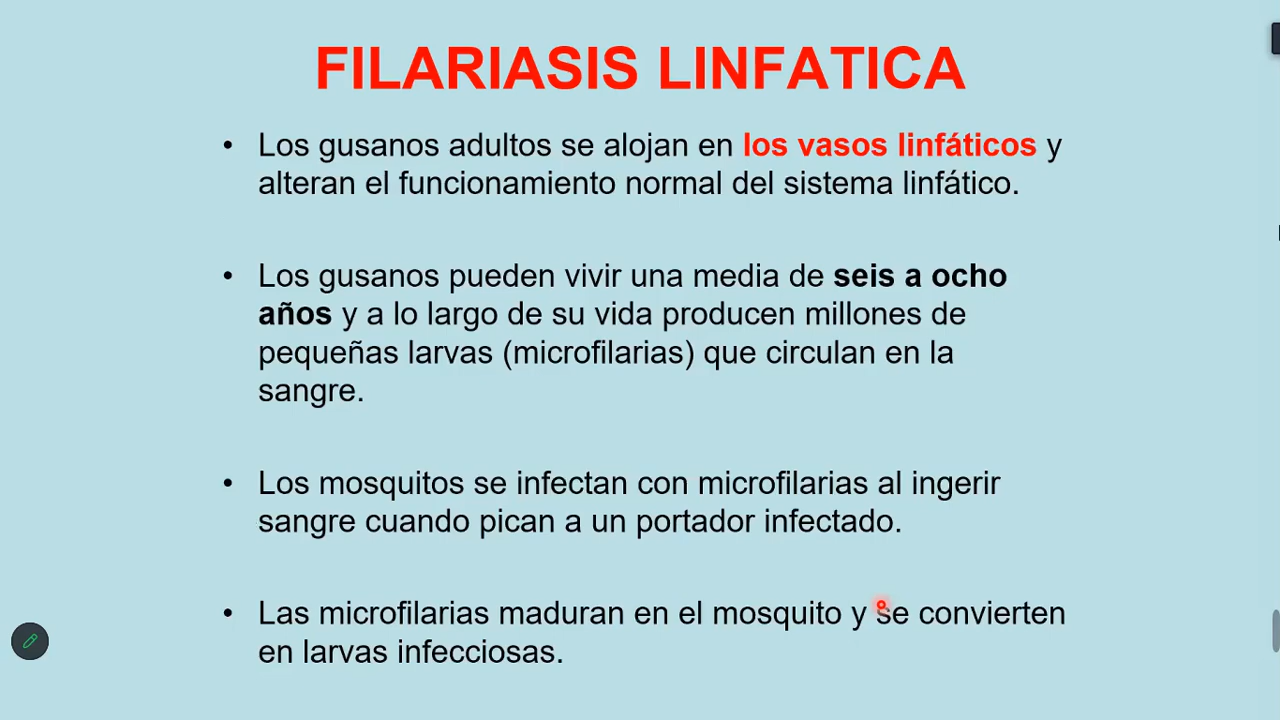 FILARIASIS LINFATICA
• Los gusanos adultos se alojan en los vasos linfáticos y
alteran el funcionamiento normal del sistema linfático.
• Los gusanos pueden vivir una media de seis a ocho
años y a lo largo de su vida producen millones de
pequeñas larvas (microfilarias) que circulan en la
sangre.
• Los mosquitos se infectan con microfilarias al ingerir
sangre cuando pican a un portador infectado.
• Las microfilarias maduran en el mosquito y se convierten
en larvas infecciosas.